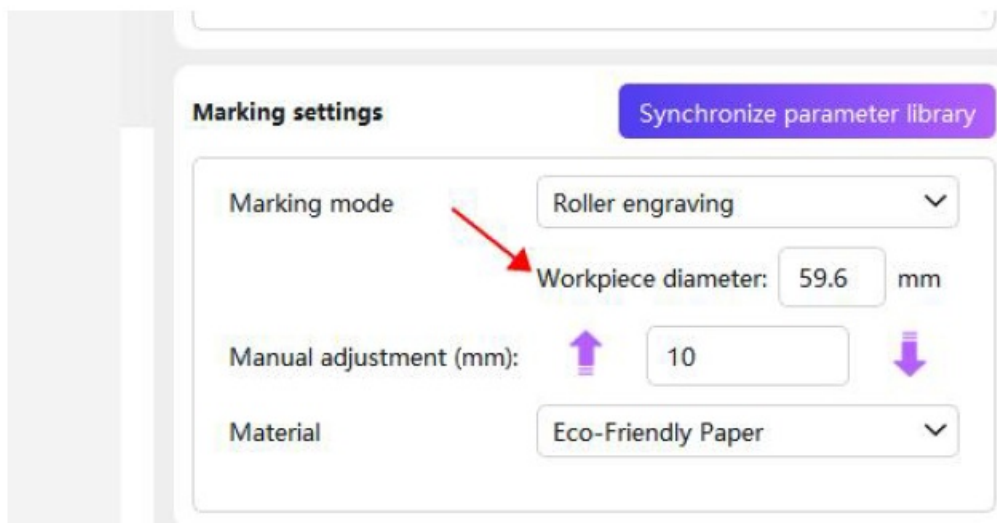 Marking settings
Synchronize parameter library
Marking mode
Roller engraving
Workpiece diameter: 59.6 mm
Manual adjustment (mm): 10
Material
Eco-Friendly Paper